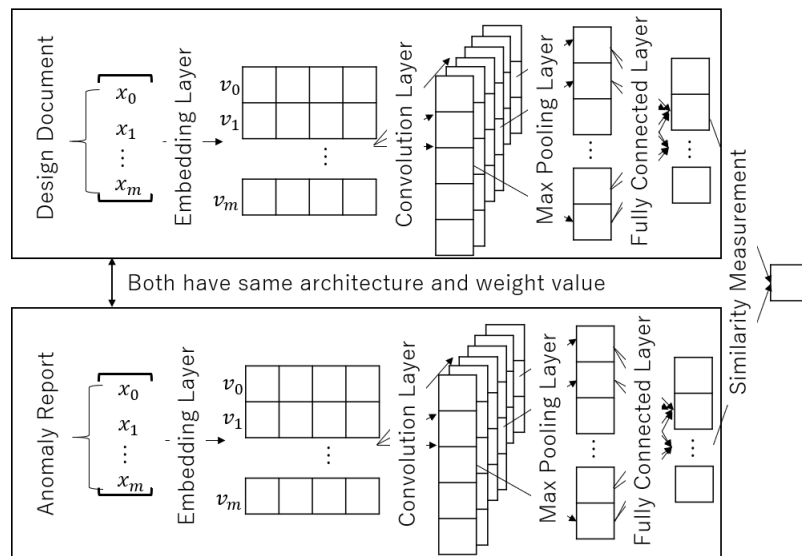 Design Document
x0
x1
⋯
xm
Embedding Layer
v0
v1
⋯
vm
Convolution Layer
Max Pooling Layer
⋯
Fully Connected Layer
⋯
Similarity Measurement
Both have same architecture and weight value
Anomaly Report
x0
x1
⋯
xm
Embedding Layer
v0
v1
⋯
vm
Convolution Layer
Max Pooling Layer
⋯
Fully Connected Layer
⋯